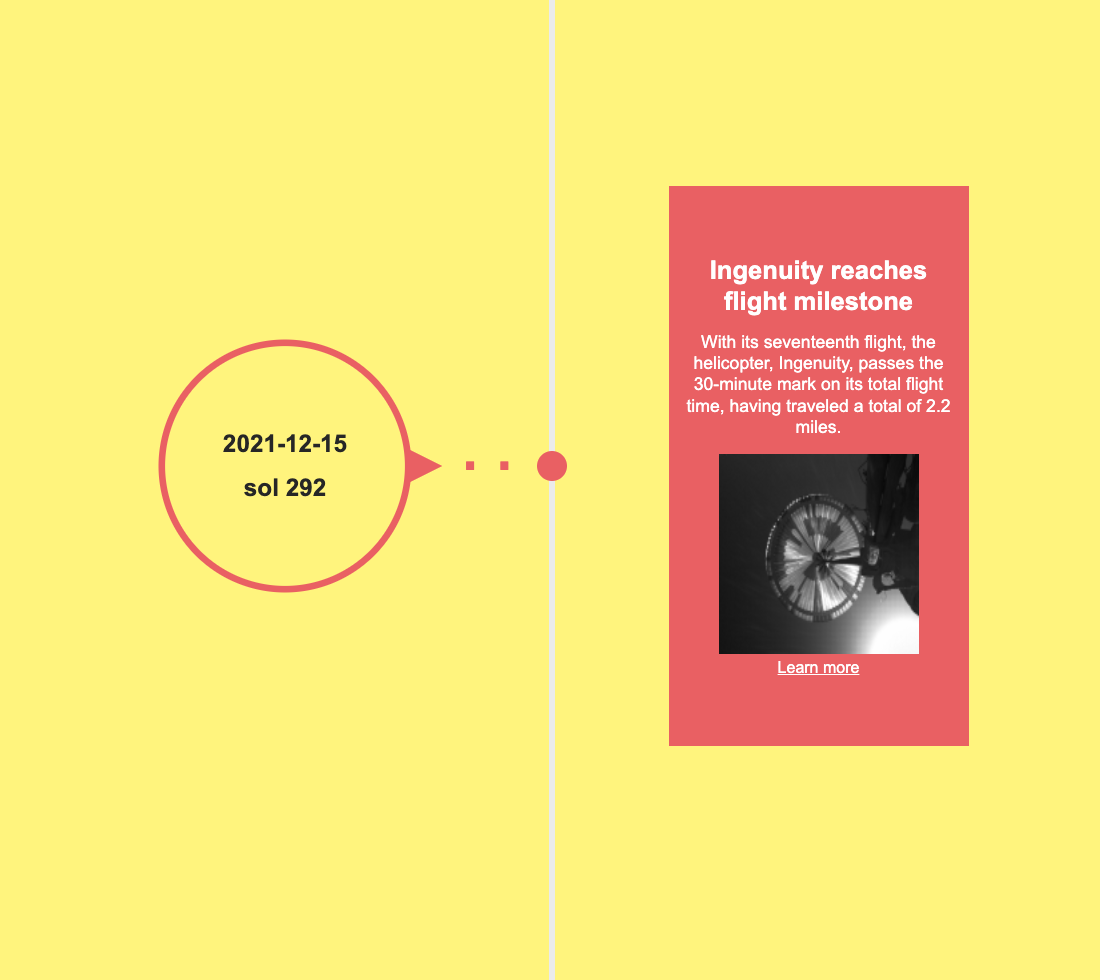 2021-12-15
sol 292
Ingenuity reaches
flight milestone
With its seventeenth flight, the
helicopter, Ingenuity, passes the
30-minute mark on its total flight
time, having traveled a total of 2.2
miles.
Learn more